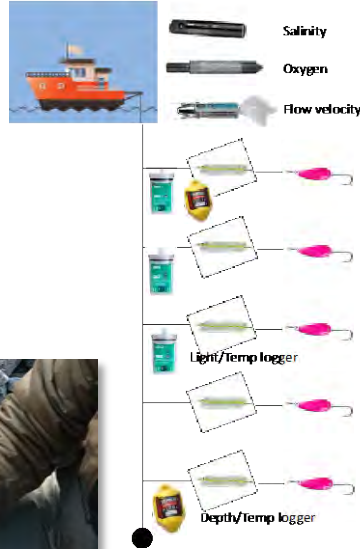 Salinity
Oxygen
Flow velocity
Light/Temp logger
Depth/Temp logger